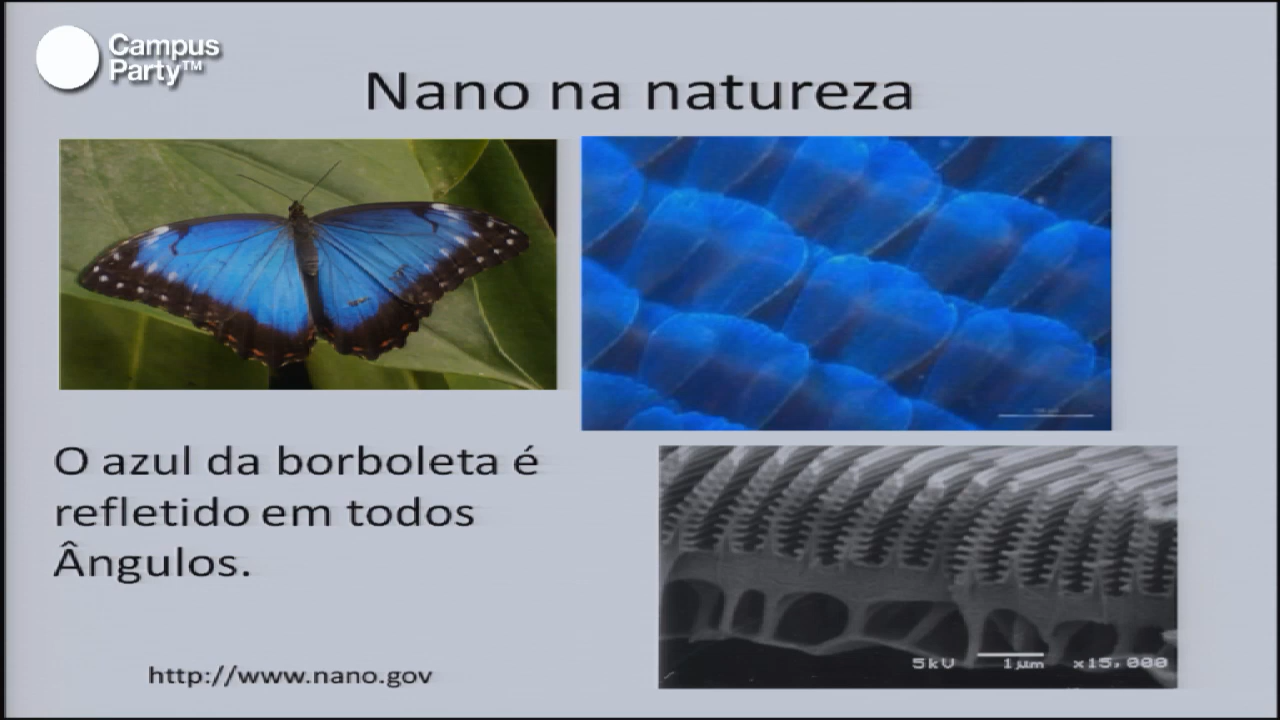 Campus
Party™
Nano na natureza
O azul da borboleta é
refletido em todos
Ângulos.
http://www.nano.gov
5kV 1μm x15,000